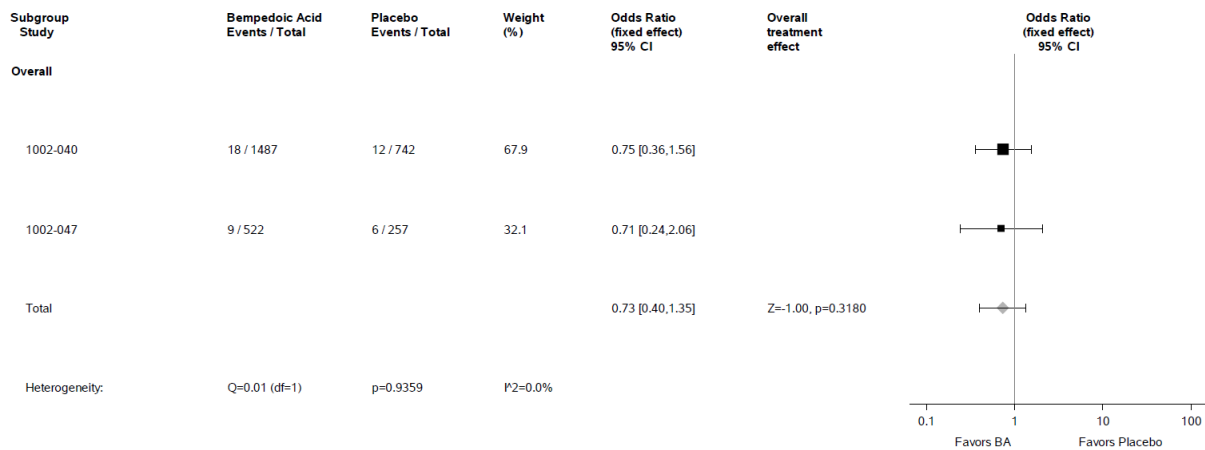 Subgroup Bempedoic Acid Placebo Weight Odds Ratio Overall Odds Ratio
Study Events / Total Events / Total (%) (fixed effect) treatment (fixed effect)
95% CI effect 95% CI
Overall
1002-040 18 / 1487 12 / 742 67.9 0.75 [0.36,1.56]
1002-047 9 / 522 6 / 257 32.1 0.71 [0.24,2.06]
Total 0.73 [0.40,1.35] Z=-1.00, p=0.3180
Heterogeneity: Q=0.01 (df=1) p=0.9359 I^2=0.0%
0.1 1 10 100
Favors BA Favors Placebo